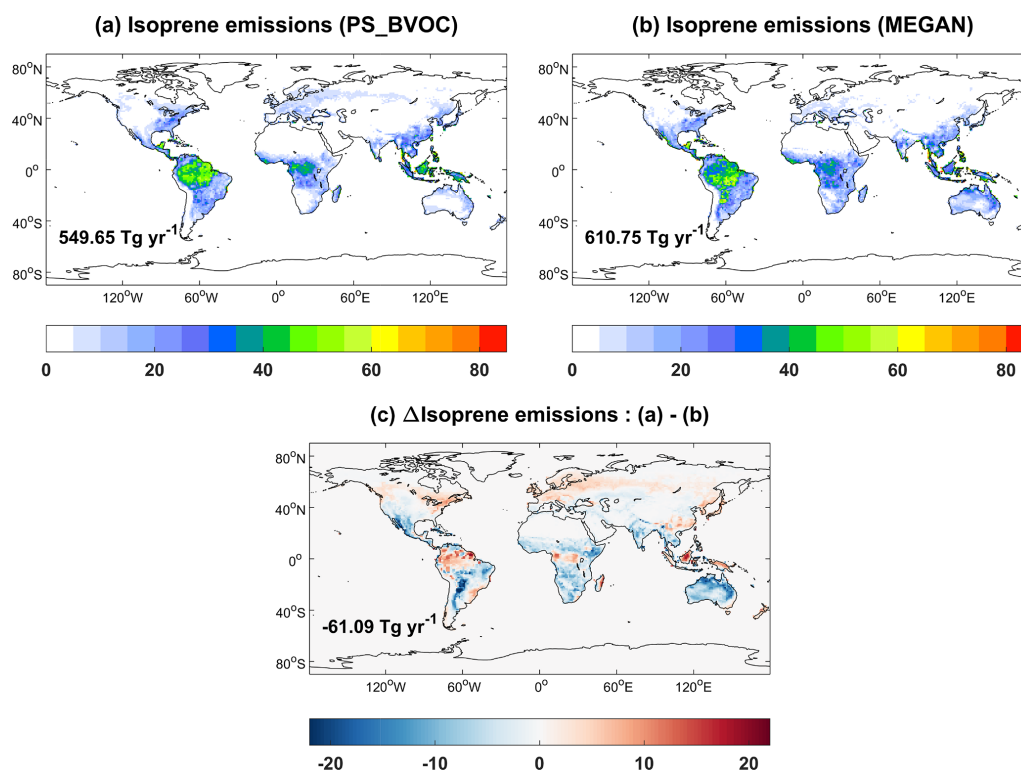 (a) Isoprene emissions (PS_BVOC)
80°N
40°N
0°
40°S
80°S
549.65 Tg yr⁻¹
120°W 60°W 0° 60°E 120°E
0 20 40 60 80
(b) Isoprene emissions (MEGAN)
80°N
40°N
0°
40°S
80°S
610.75 Tg yr⁻¹
120°W 60°W 0° 60°E 120°E
0 20 40 60 80
(c) ΔIsoprene emissions : (a) - (b)
80°N
40°N
0°
40°S
80°S
-61.09 Tg yr⁻¹
120°W 60°W 0° 60°E 120°E
-20 -10 0 10 20